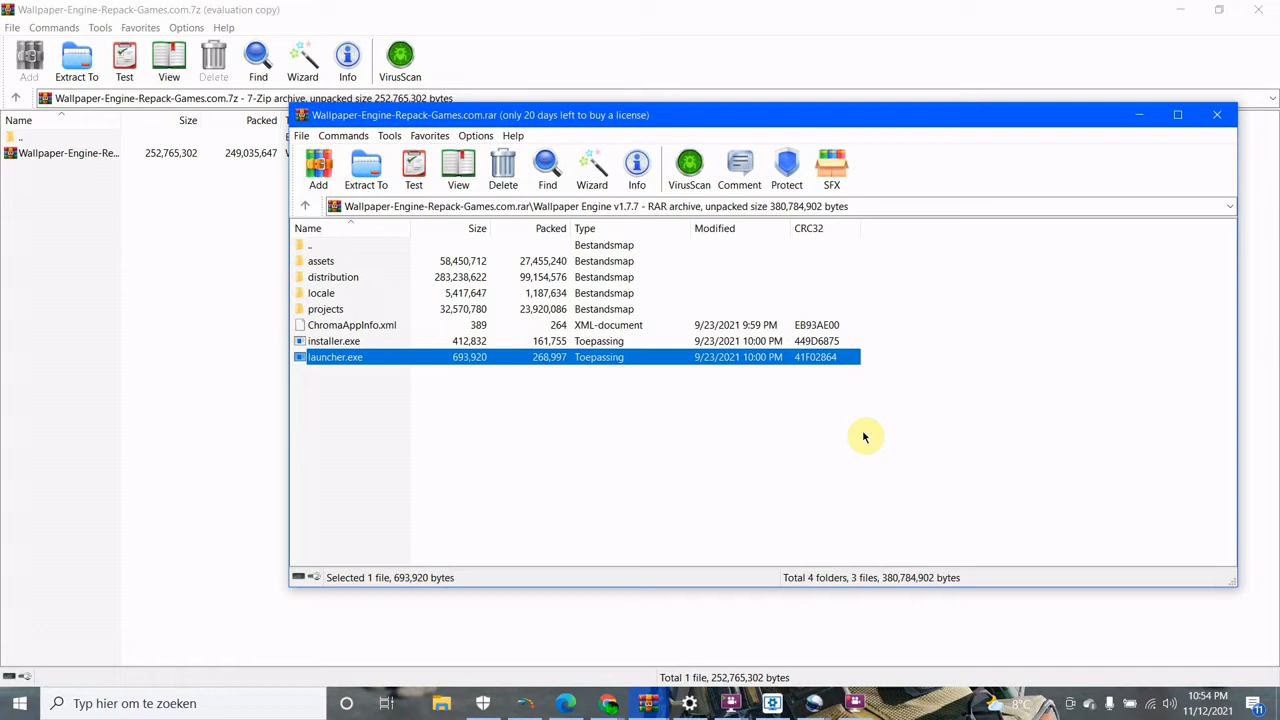 Wallpaper-Engine-Repack-Games.com.7z (evaluation copy)
File Commands Tools Favorites Options Help
Add Extract To Test View Delete Find Wizard Info VirusScan
Wallpaper-Engine-Repack-Games.com.7z - 7-Zip archive, unpacked size 252,765,302 bytes
Name Size Packed
..
Wallpaper-Engine-Re... 252,765,302 249,035,647
Wallpaper-Engine-Repack-Games.com.rar (only 20 days left to buy a license)
File Commands Tools Favorites Options Help
Add Extract To Test View Delete Find Wizard Info VirusScan Comment Protect SFX
Wallpaper-Engine-Repack-Games.com.rar\Wallpaper Engine v1.7.7 - RAR archive, unpacked size 380,784,902 bytes
Name Size Packed Type Modified CRC32
.. Bestandsmap
assets 58,450,712 27,455,240 Bestandsmap
distribution 283,238,622 99,154,576 Bestandsmap
locale 5,417,647 1,187,634 Bestandsmap
projects 32,570,780 23,920,086 Bestandsmap
ChromaAppInfo.xml 389 264 XML-document 9/23/2021 9:59 PM EB93AE00
installer.exe 412,832 161,755 Toepassing 9/23/2021 10:00 PM 449D6875
launcher.exe 693,920 268,997 Toepassing 9/23/2021 10:00 PM 41F02864
Selected 1 file, 693,920 bytes Total 4 folders, 3 files, 380,784,902 bytes
Total 1 file, 252,765,302 bytes
Typ hier om te zoeken
8°C
10:54 PM
11/12/2021